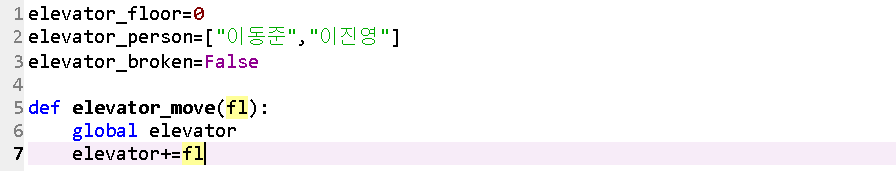 1 elevator_floor=0
2 elevator_person=["이동준","이진영"]
3 elevator_broken=False
4
5 def elevator_move(fl):
6     global elevator
7     elevator+=fl